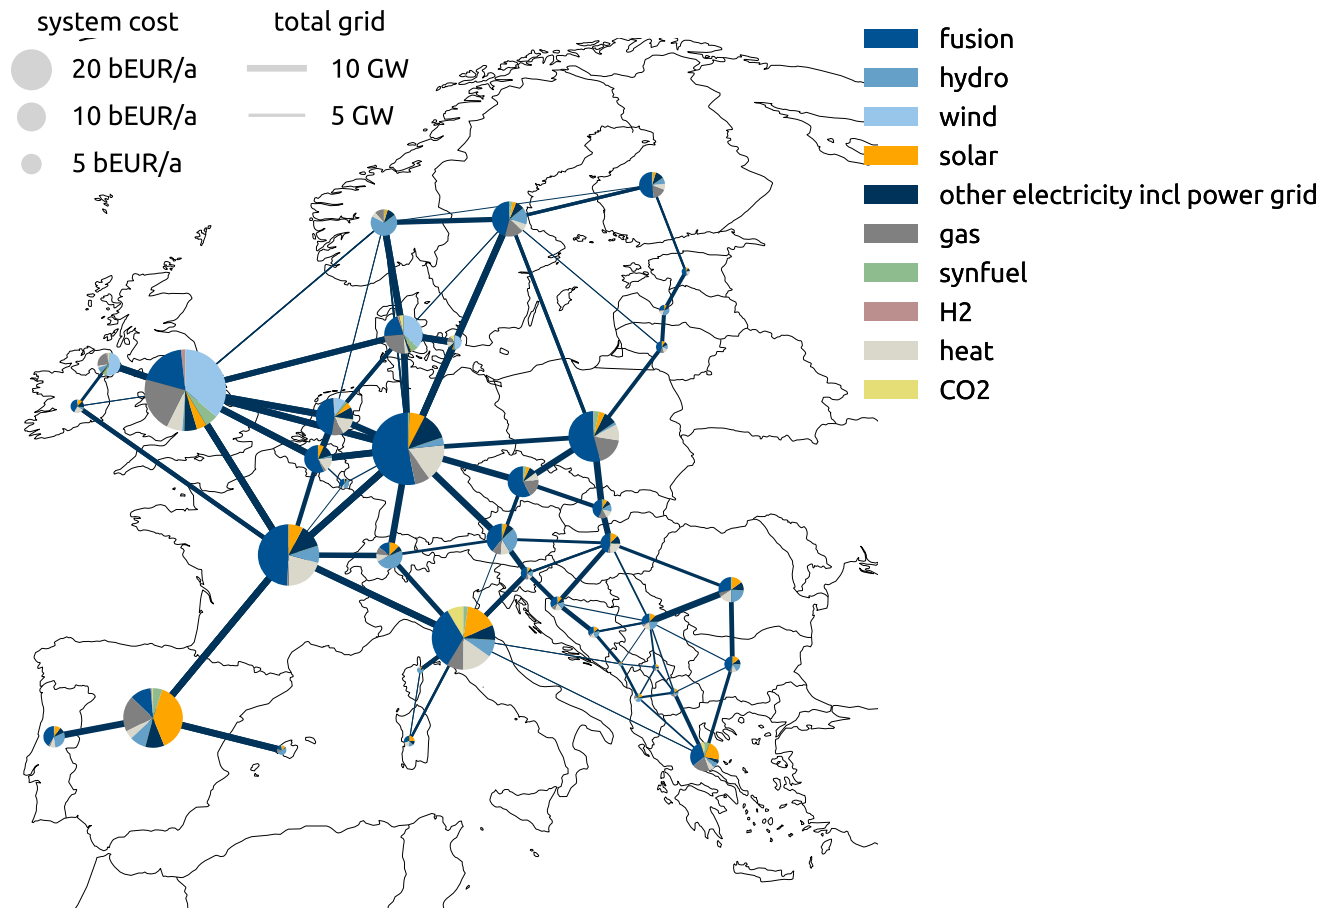 system cost
20 bEUR/a
10 bEUR/a
5 bEUR/a
total grid
10 GW
5 GW
fusion
hydro
wind
solar
other electricity incl power grid
gas
synfuel
H2
heat
CO2